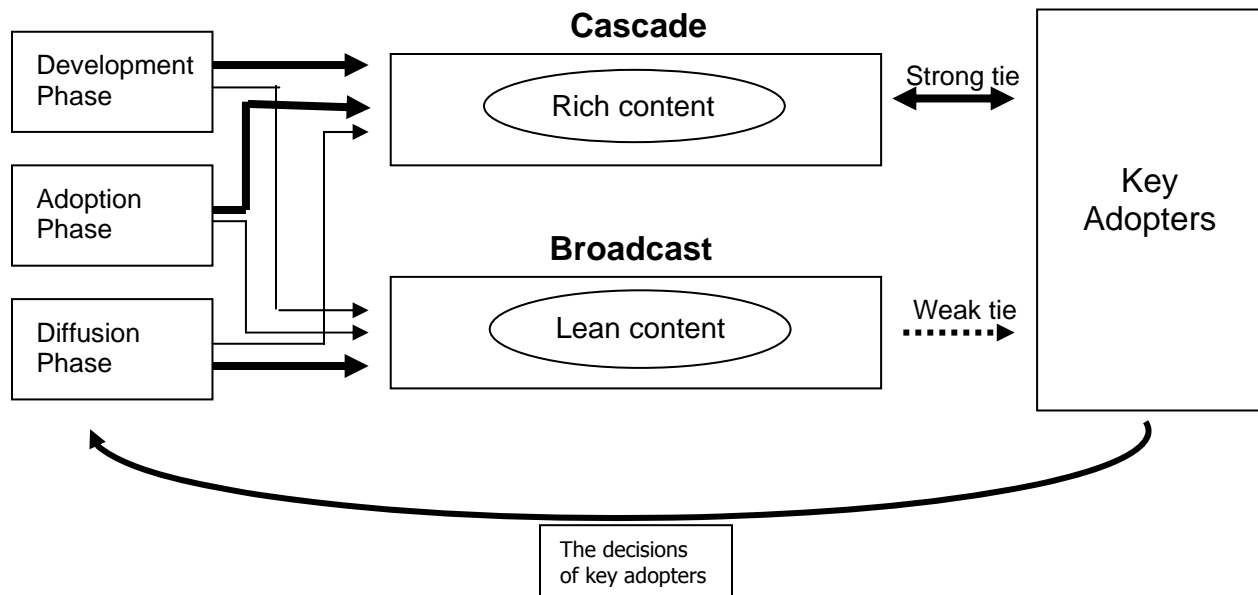 Development
Phase
Adoption
Phase
Diffusion
Phase
Cascade
Rich content
Broadcast
Lean content
Strong tie
Weak tie
Key
Adopters
The decisions
of key adopters